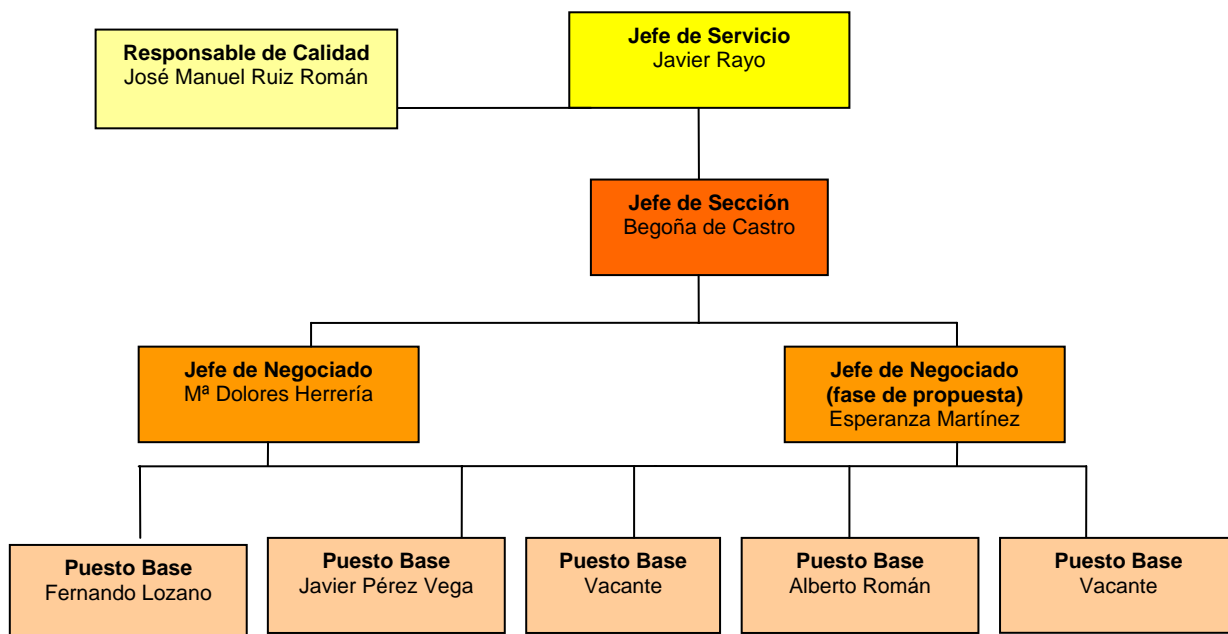 Responsable de Calidad
José Manuel Ruiz Román
Jefe de Servicio
Javier Rayo
Jefe de Sección
Begoña de Castro
Jefe de Negociado
Mª Dolores Herrería
Jefe de Negociado
(fase de propuesta)
Esperanza Martínez
Puesto Base
Fernando Lozano
Puesto Base
Javier Pérez Vega
Puesto Base
Vacante
Puesto Base
Alberto Román
Puesto Base
Vacante